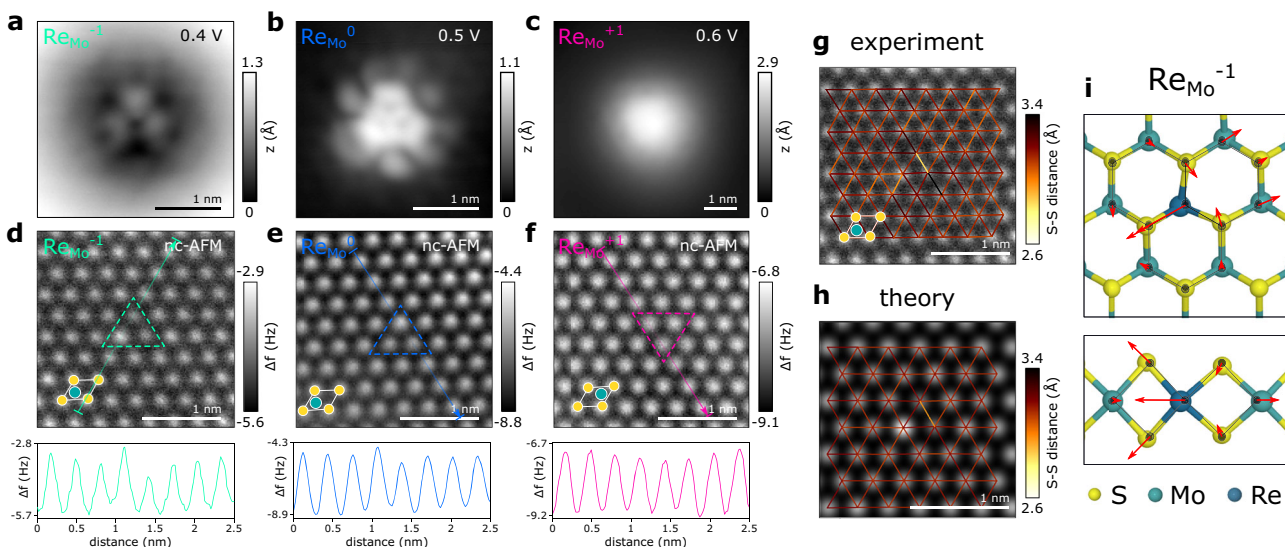 a
Re_Mo^-1
0.4 V
1.3
z (Å)
0
1 nm
b
Re_Mo^0
0.5 V
1.1
z (Å)
0
1 nm
c
Re_Mo^+1
0.6 V
2.9
z (Å)
0
1 nm
d
Re_Mo^-1
nc-AFM
-2.9
Δf (Hz)
-5.6
1 nm
e
Re_Mo^0
nc-AFM
-4.4
Δf (Hz)
-8.8
1 nm
f
Re_Mo^+1
nc-AFM
-6.8
Δf (Hz)
-9.1
1 nm
-2.8
Δf (Hz)
-5.7
0 0.5 1 1.5 2 2.5
distance (nm)
-4.3
Δf (Hz)
-8.9
0 0.5 1 1.5 2 2.5
distance (nm)
-6.7
Δf (Hz)
-9.2
0 0.5 1 1.5 2 2.5
distance (nm)
g experiment
3.4
S-S distance (Å)
2.6
1 nm
h theory
3.4
S-S distance (Å)
2.6
1 nm
i
Re_Mo^-1
S Mo Re